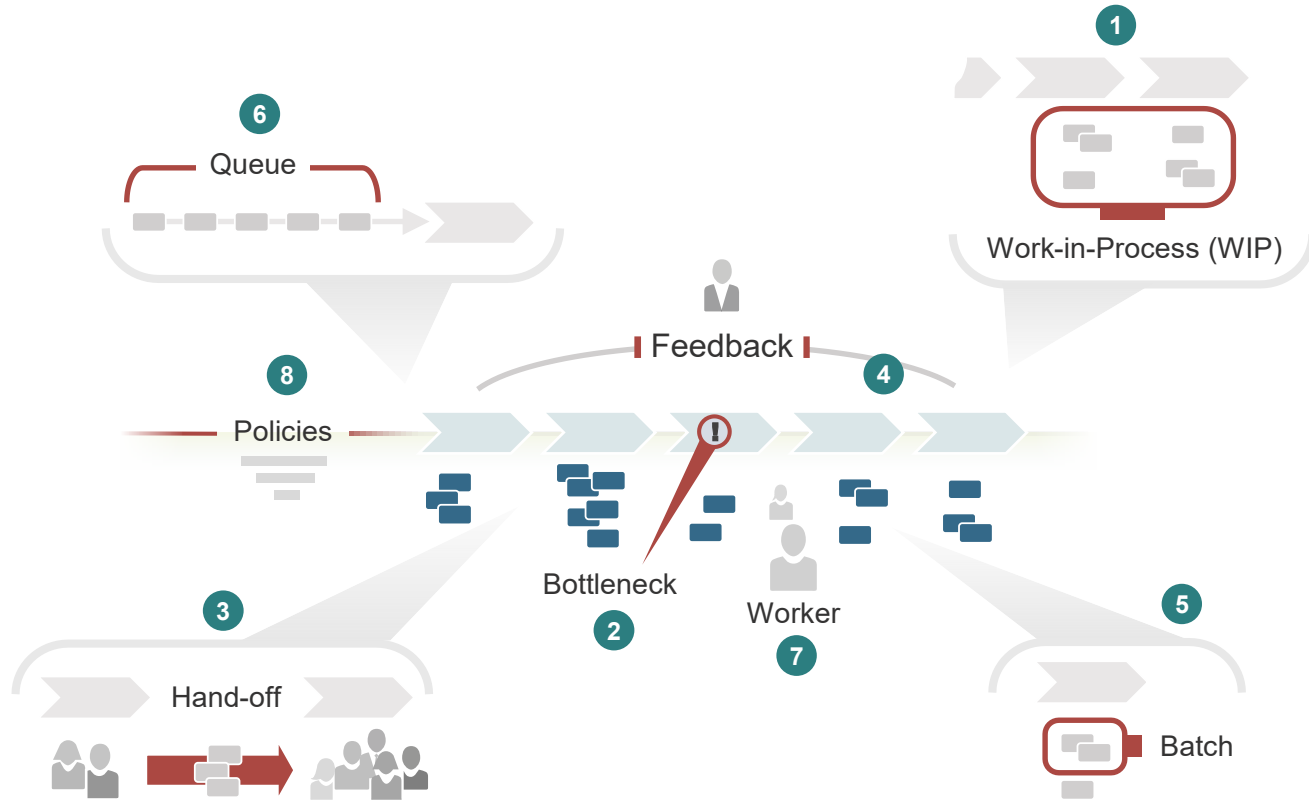 1
6
Queue
Work-in-Process (WIP)
Feedback
4
8
Policies
!
Bottleneck
2
Worker
7
3
Hand-off
5
Batch